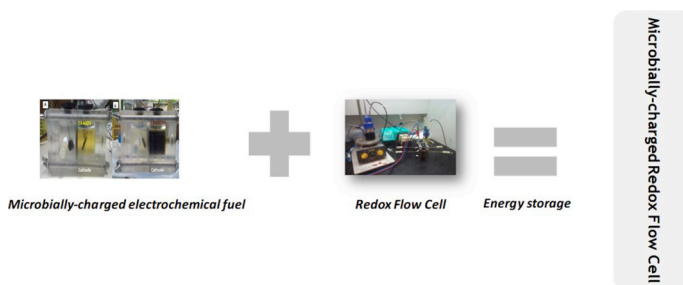 Microbially-charged electrochemical fuel
Redox Flow Cell
Energy storage
Microbially-charged Redox Flow Cell